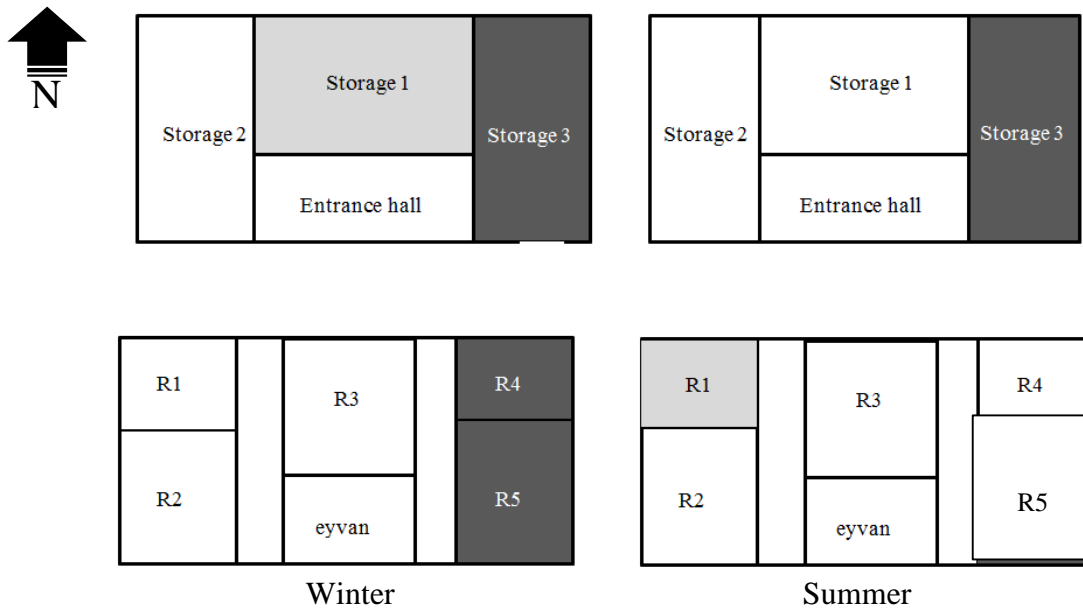 N
Storage 1
Storage 2
Storage 3
Entrance hall
Storage 1
Storage 2
Storage 3
Entrance hall
R1
R3
R4
R2
R5
eyvan
R1
R3
R4
R2
R5
eyvan
Winter
Summer